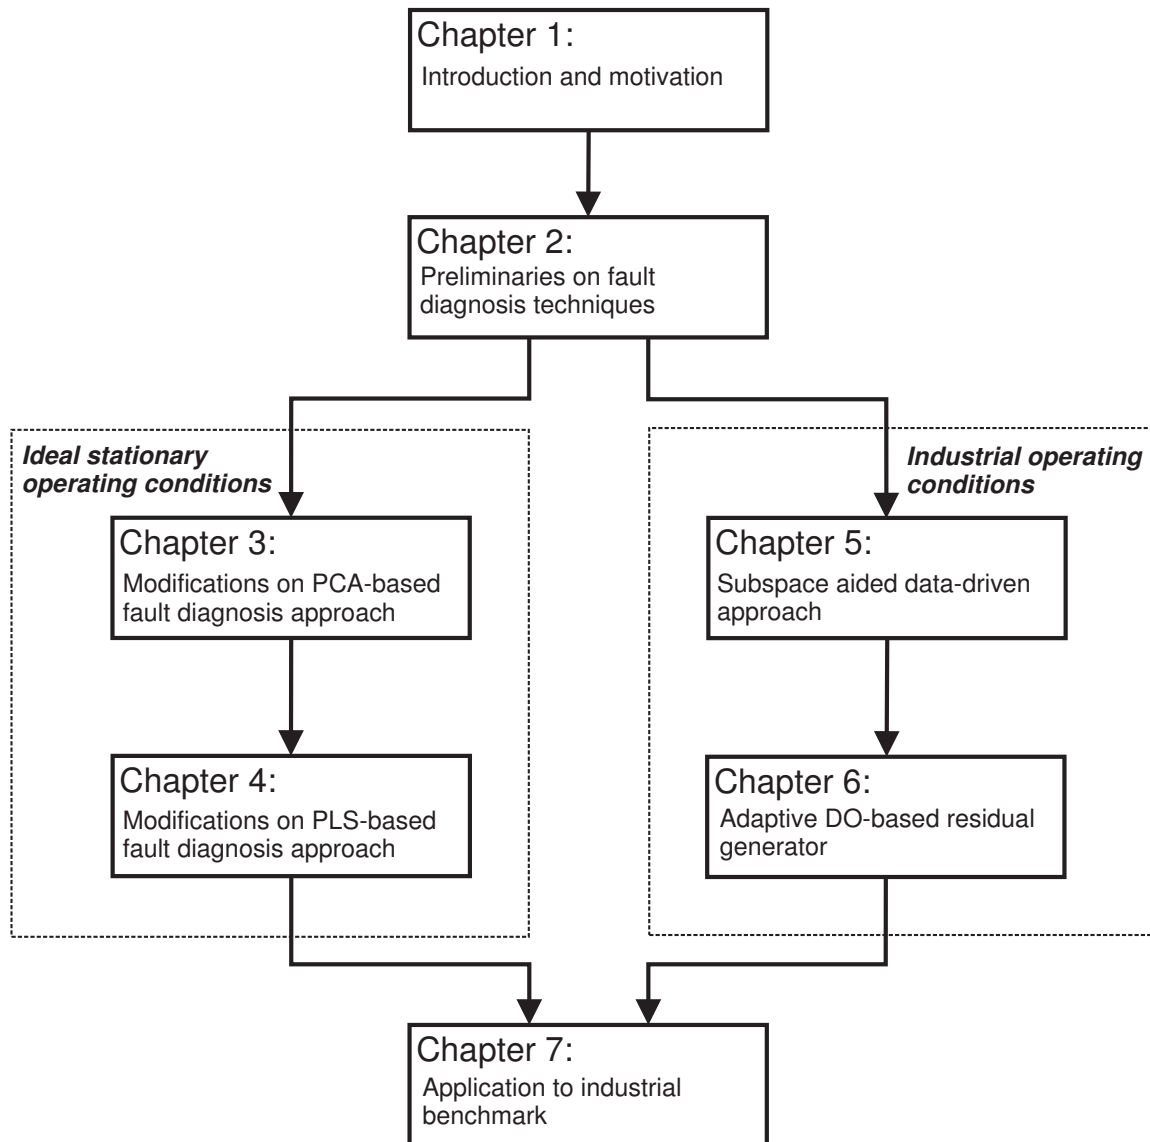 Chapter 1:
Introduction and motivation
Chapter 2:
Preliminaries on fault
diagnosis techniques
Ideal stationary
operating conditions
Chapter 3:
Modifications on PCA-based
fault diagnosis approach
Chapter 4:
Modifications on PLS-based
fault diagnosis approach
Industrial operating
conditions
Chapter 5:
Subspace aided data-driven
approach
Chapter 6:
Adaptive DO-based residual
generator
Chapter 7:
Application to industrial
benchmark